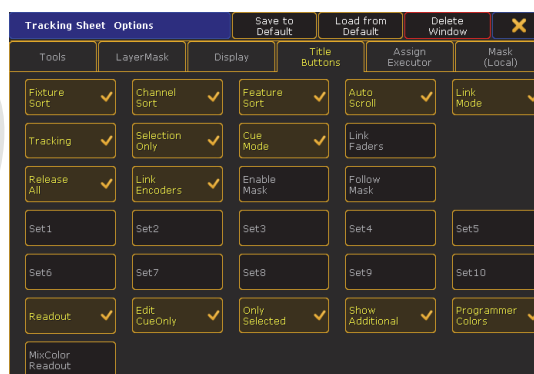 Tracking Sheet Options
Save to
Default
Load from
Default
Delete
Window
Tools
LayerMask
Display
Title
Buttons
Assign
Executor
Mask
(Local)
Fixture
Sort
Channel
Sort
Feature
Sort
Auto
Scroll
Link
Mode
Tracking
Selection
Only
Cue
Mode
Link
Faders
Release
All
Link
Encoders
Enable
Mask
Follow
Mask
Set1
Set2
Set3
Set4
Set5
Set6
Set7
Set8
Set9
Set10
Readout
Edit
CueOnly
Only
Selected
Show
Additional
Programmer
Colors
MixColor
Readout